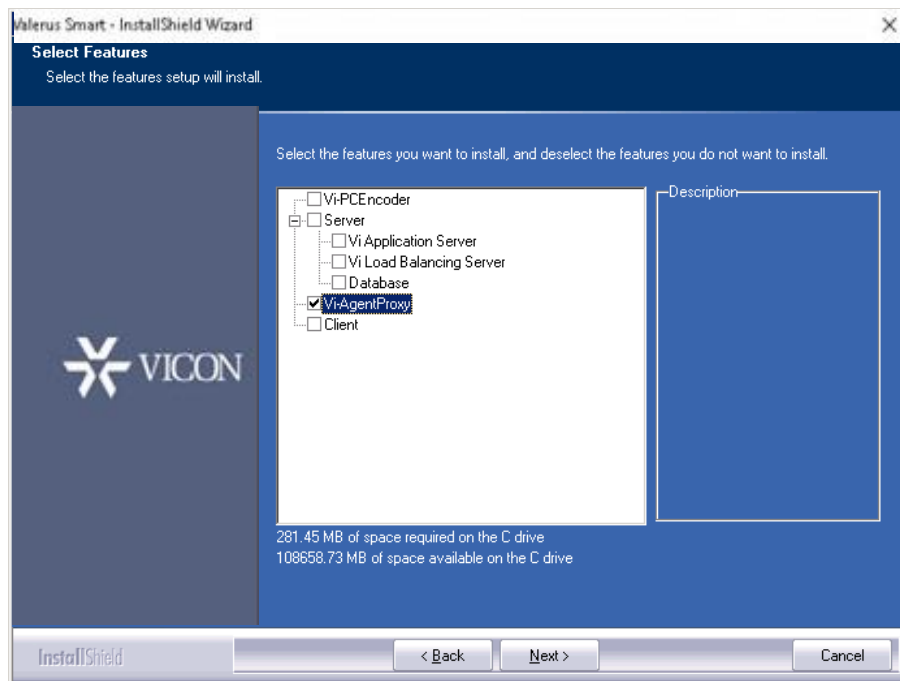 Valerus Smart - InstallShield Wizard
Select Features
Select the features setup will install.
Select the features you want to install, and deselect the features you do not want to install.
Vi-PCEncoder
Server
Vi Application Server
Vi Load Balancing Server
Database
Vi-AgentProxy
Client
Description
VICON
281.45 MB of space required on the C drive
108658.73 MB of space available on the C drive
InstallShield
< Back
Next >
Cancel